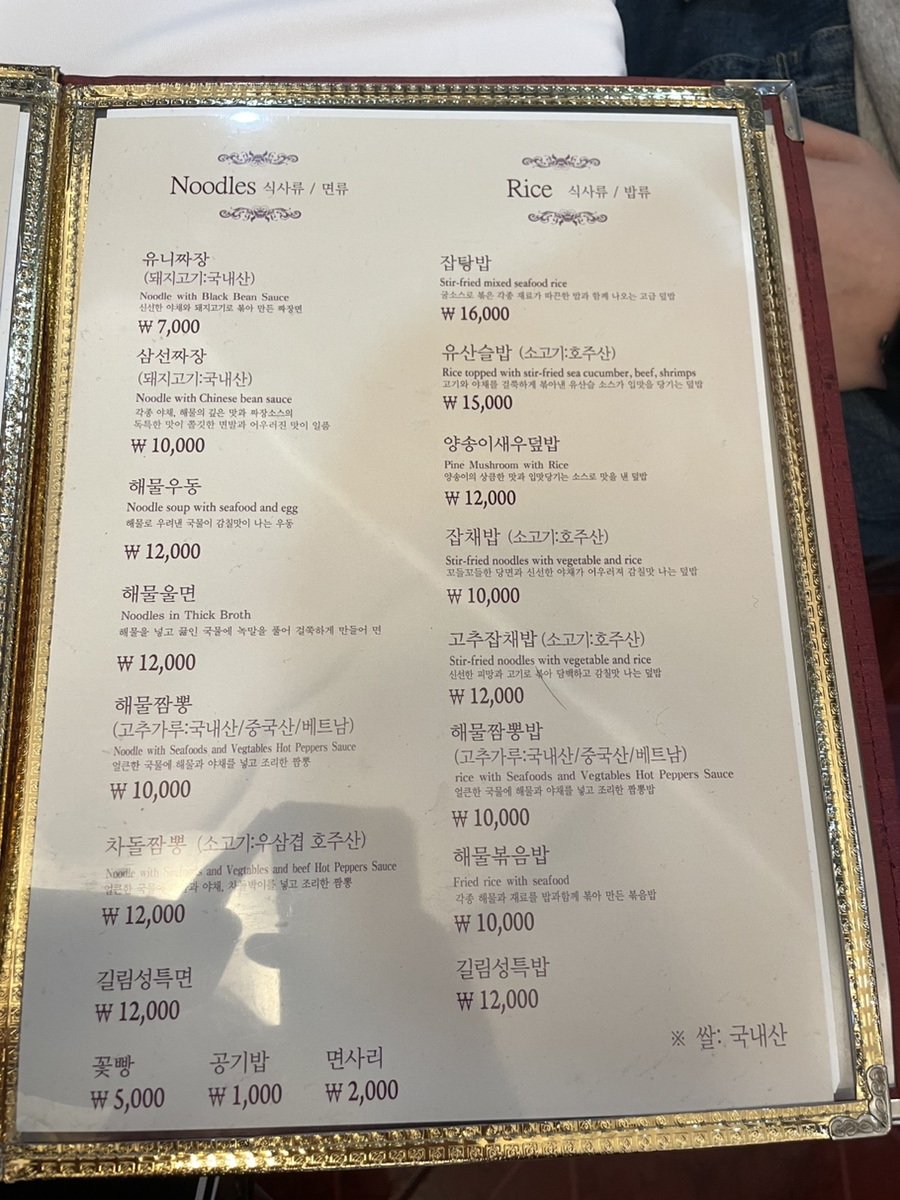 Noodles 식사류 / 면류
유니짜장
(돼지고기:국내산)
Noodle with Black Bean Sauce
신선한 야채와 돼지고기로 볶아 만든 짜장면
₩ 7,000
삼선짜장
(돼지고기:국내산)
Noodle with Chinese bean sauce
각종 야채, 해물의 깊은 맛과 짜장소스의
독특한 맛이 쫄깃한 면발과 어우러진 맛이 일품
₩ 10,000
해물우동
Noodle soup with seafood and egg
해물로 우려낸 국물이 감칠맛이 나는 우동
₩ 12,000
해물울면
Noodles in Thick Broth
해물을 넣고 끓인 국물에 녹말을 풀어 걸쭉하게 만들어 면
₩ 12,000
해물짬뽕
(고추가루:국내산/중국산/베트남)
Noodle with Seafoods and Vegtables Hot Peppers Sauce
얼큰한 국물에 해물과 야채를 넣고 조리한 짬뽕
₩ 10,000
차돌짬뽕 (소고기:우삼겹 호주산)
Noodle with Seafoods and Vegtables and beef Hot Peppers Sauce
얼큰한 야채, 차돌박이를 넣고 조리한 짬뽕
₩ 12,000
길림성특면
₩ 12,000
꽃빵 공기밥 면사리
₩ 5,000 ₩ 1,000 ₩ 2,000
Rice 식사류 / 밥류
잡탕밥
Stir-fried mixed seafood rice
굴소스로 볶은 각종 재료가 따끈한 밥과 함께 나오는 고급 덮밥
₩ 16,000
유산슬밥 (소고기:호주산)
Rice topped with stir-fried sea cucumber, beef, shrimps
고기와 야채를 걸쭉하게 볶아낸 유산슬 소스가 입맛을 당기는 덮밥
₩ 15,000
양송이새우덮밥
Pine Mushroom with Rice
양송이의 상큼한 맛과 입맛당기는 소스로 맛을 낸 덮밥
₩ 12,000
잡채밥 (소고기:호주산)
Stir-fried noodles with vegetable and rice
꼬들꼬들한 당면과 신선한 야채가 어우러져 감칠맛 나는 덮밥
₩ 10,000
고추잡채밥 (소고기:호주산)
Stir-fried noodles with vegetable and rice
신선한 피망과 고기로 볶아 담백하고 감칠맛 나는 덮밥
₩ 12,000
해물짬뽕밥
(고추가루:국내산/중국산/베트남)
rice with Seafoods and Vegtables Hot Peppers Sauce
얼큰한 국물에 해물과 야채를 넣고 조리한 짬뽕밥
₩ 10,000
해물볶음밥
Fried rice with seafood
각종 해물과 재료를 밥과함께 볶아 만든 볶음밥
₩ 10,000
길림성특밥
₩ 12,000
※ 쌀: 국내산